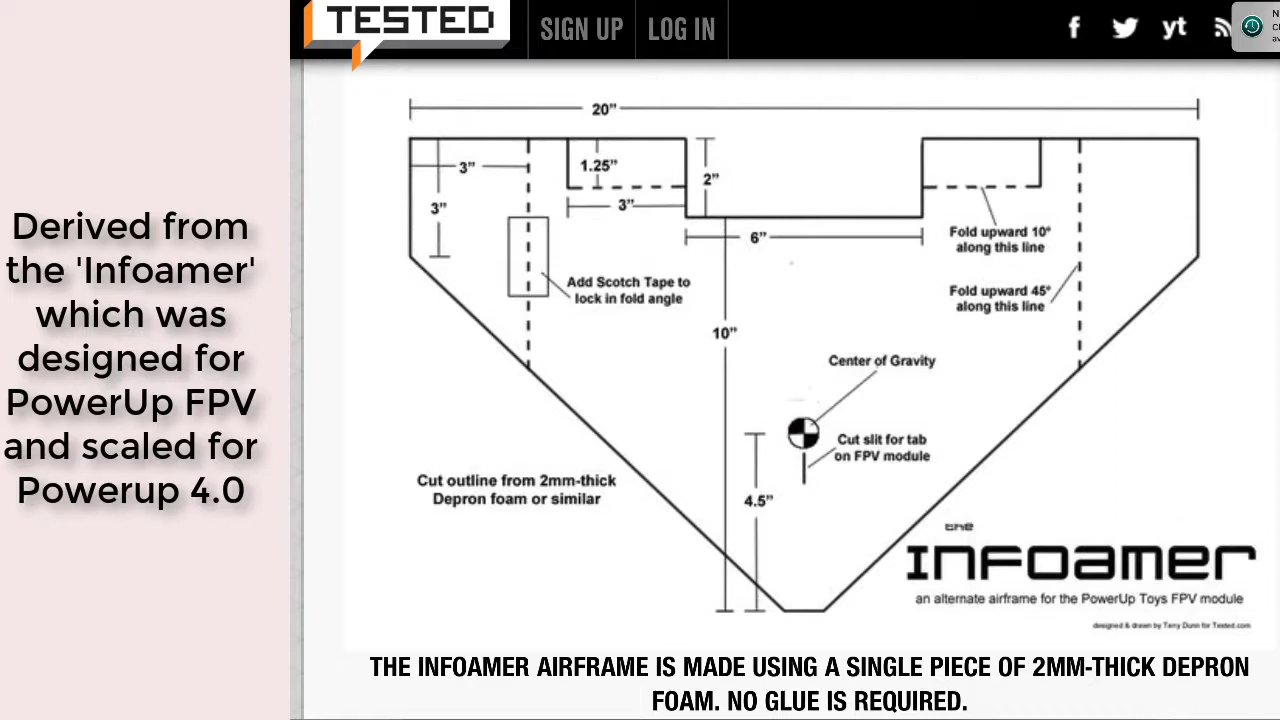 TESTED
SIGN UP
LOG IN
f
yt
Derived from
the 'Infoamer'
which was
designed for
PowerUp FPV
and scaled for
Powerup 4.0
20”
3”
1.25”
2”
3”
3”
6”
Fold upward 10°
along this line
Add Scotch Tape to
lock in fold angle
Fold upward 45°
along this line
10”
Center of Gravity
Cut slit for tab
on FPV module
Cut outline from 2mm-thick
Depron foam or similar
4.5”
the
INFOAMER
an alternate airframe for the PowerUp Toys FPV module
designed & drawn by Terry Dunn for Tested.com
THE INFOAMER AIRFRAME IS MADE USING A SINGLE PIECE OF 2MM-THICK DEPRON
FOAM. NO GLUE IS REQUIRED.